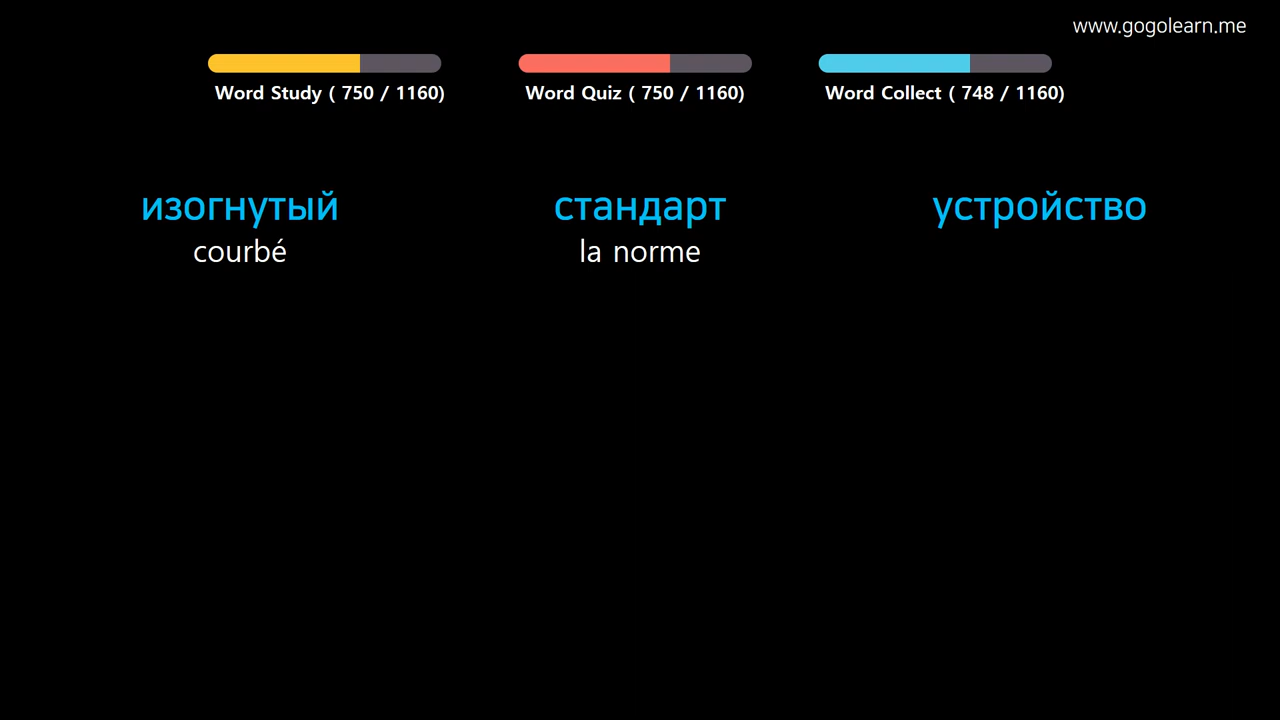 www.gogolearn.me
Word Study ( 750 / 1160)
Word Quiz ( 750 / 1160)
Word Collect ( 748 / 1160)
изогнутый
courbé
стандарт
la norme
устройство